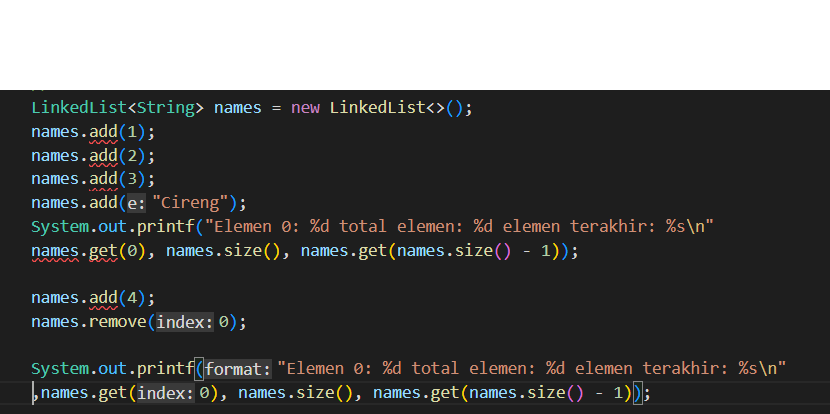 LinkedList<String> names = new LinkedList<>();
names.add(1);
names.add(2);
names.add(3);
names.add(e: "Cireng");
System.out.printf("Elemen 0: %d total elemen: %d elemen terakhir: %s\n"
names.get(0), names.size(), names.get(names.size() - 1));
names.add(4);
names.remove(index: 0);
System.out.printf(format: "Elemen 0: %d total elemen: %d elemen terakhir: %s\n"
,names.get(index: 0), names.size(), names.get(names.size() - 1));